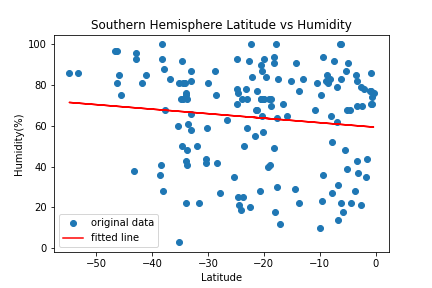 Southern Hemisphere Latitude vs Humidity
100
80
60
40
20
0
Humidity(%)
original data
fitted line
−50
−40
−30
−20
−10
0
Latitude